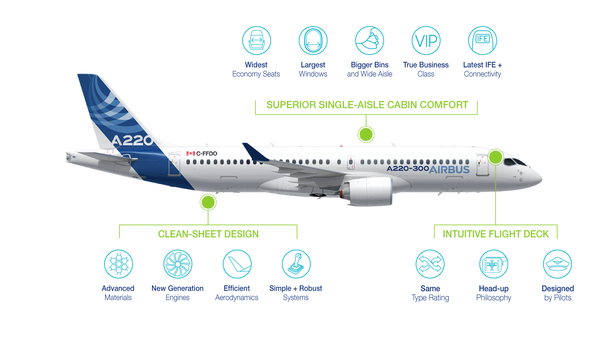 VIP
IFE
Widest
Economy Seats
Largest
Windows
Bigger Bins
and Wide Aisle
True Business
Class
Latest IFE +
Connectivity
SUPERIOR SINGLE-AISLE CABIN COMFORT
A220
C-FFDO
A220-300 AIRBUS
CLEAN-SHEET DESIGN
INTUITIVE FLIGHT DECK
Advanced
Materials
New Generation
Engines
Efficient
Aerodynamics
Simple + Robust
Systems
Same
Type Rating
Head-up
Philosophy
Designed
by Pilots